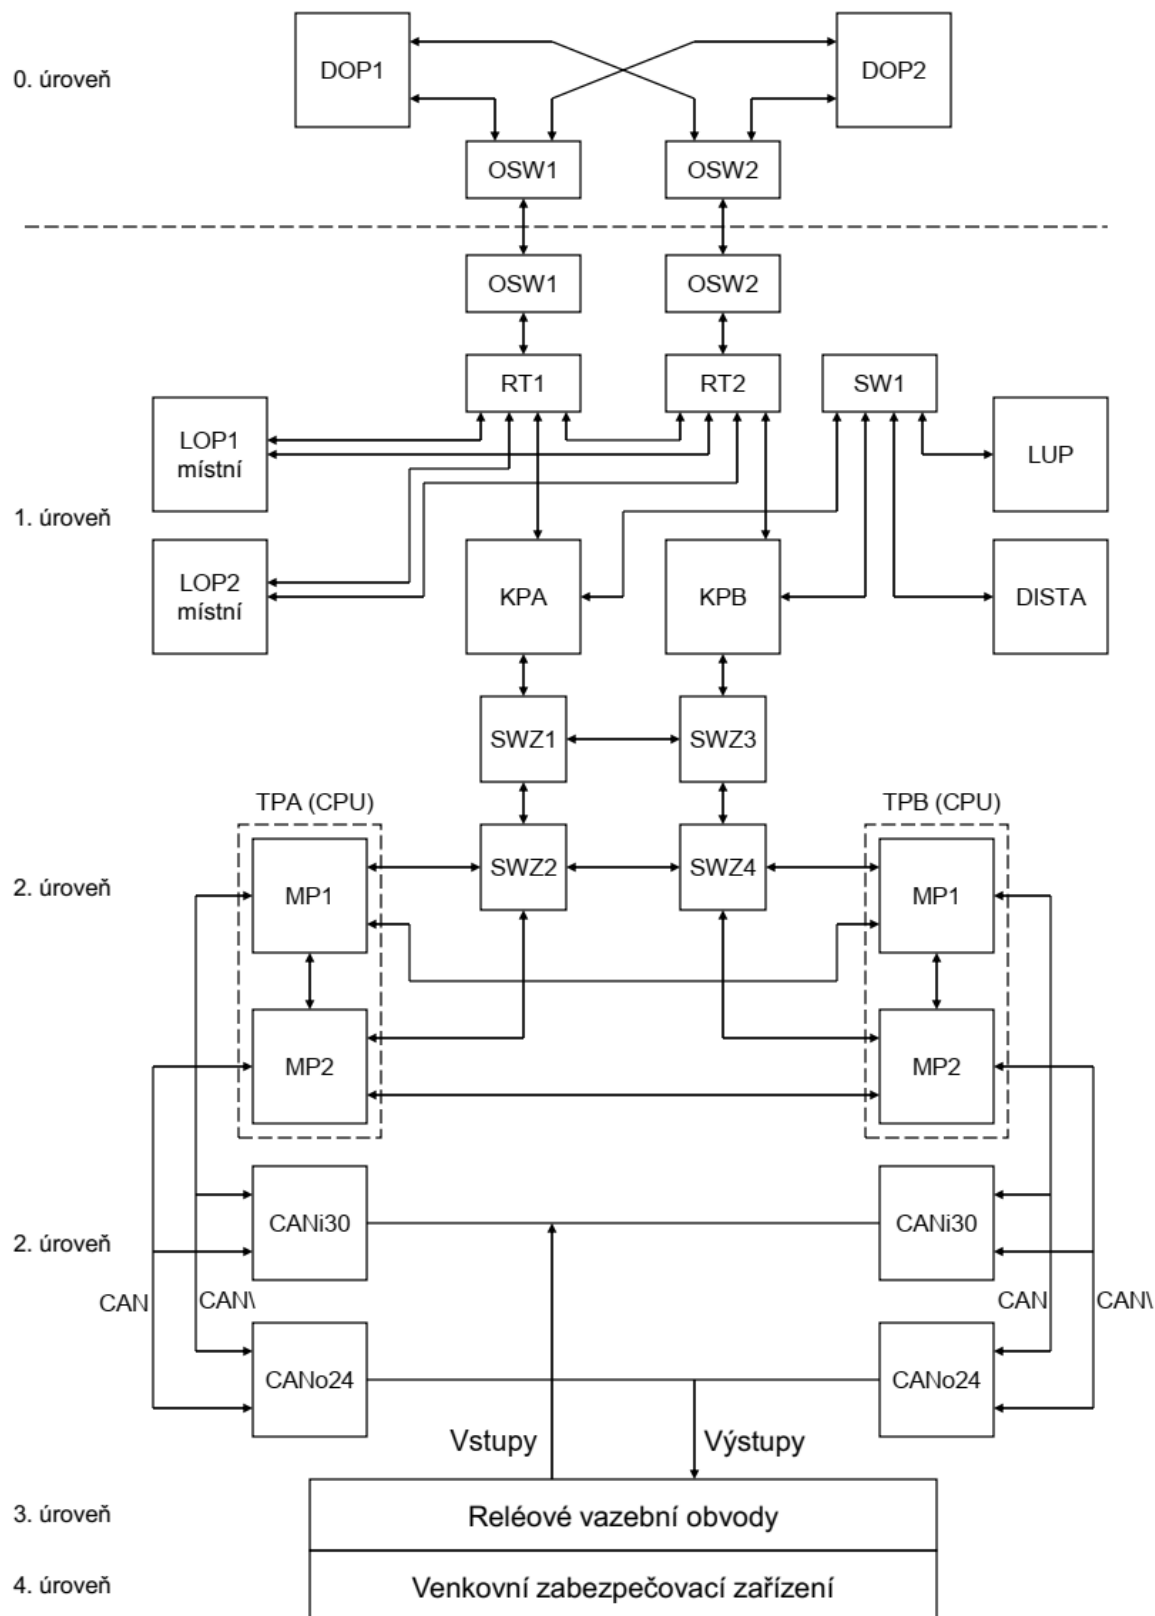 0. úroveň
DOP1
DOP2
OSW1
OSW2
OSW1
OSW2
RT1
RT2
SW1
LOP1
místní
LUP
1. úroveň
LOP2
místní
KPA
KPB
DISTA
SWZ1
SWZ3
TPA (CPU)
TPB (CPU)
2. úroveň
MP1
SWZ2
SWZ4
MP1
MP2
MP2
2. úroveň
CANi30
CANi30
CAN
CAN\
CAN
CAN\
CANo24
CANo24
Vstupy
Výstupy
3. úroveň
Reléové vazební obvody
4. úroveň
Venkovní zabezpečovací zařízení